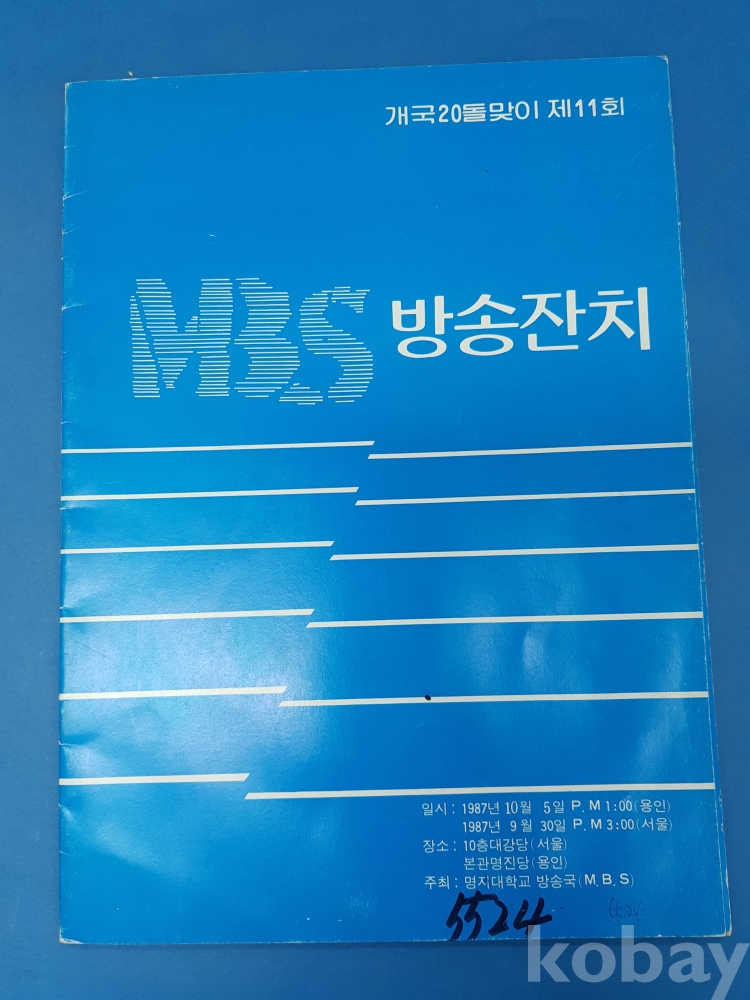 개국20돌맞이 제11회
MBS 방송잔치
일시 : 1987년 10월 5일 P. M 1 : 00 (용인)
1987년 9월 30일 P. M 3 : 00 (서울)
장소 : 10층대강당 (서울)
본관명진당 (용인)
주최 : 명지대학교 방송국 (M. B. S)
5524
5524
kobay